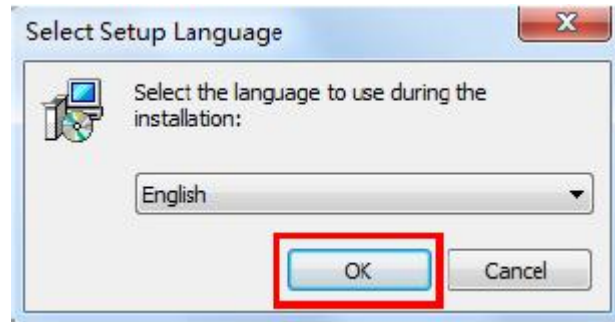 Select Setup Language
Select the language to use during the
installation:
English
OK
Cancel